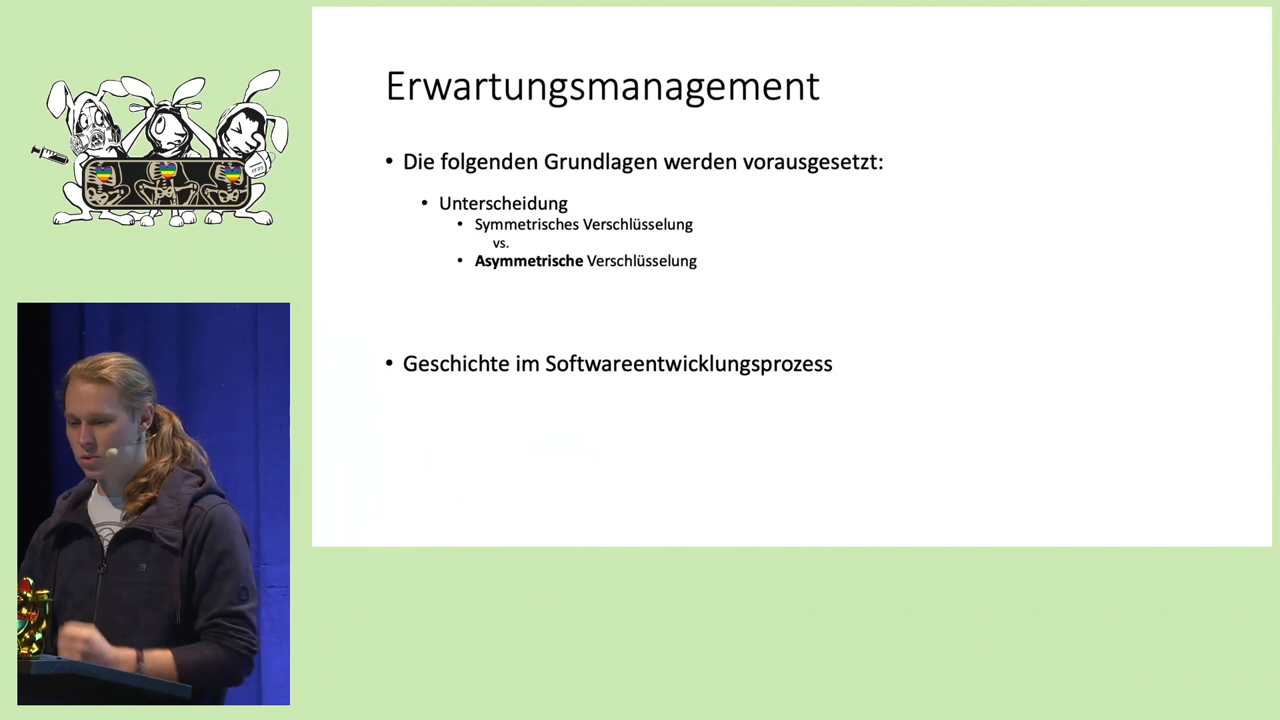 Erwartungsmanagement
• Die folgenden Grundlagen werden vorausgesetzt:
• Unterscheidung
• Symmetrisches Verschlüsselung
vs.
• Asymmetrische Verschlüsselung
• Geschichte im Softwareentwicklungsprozess